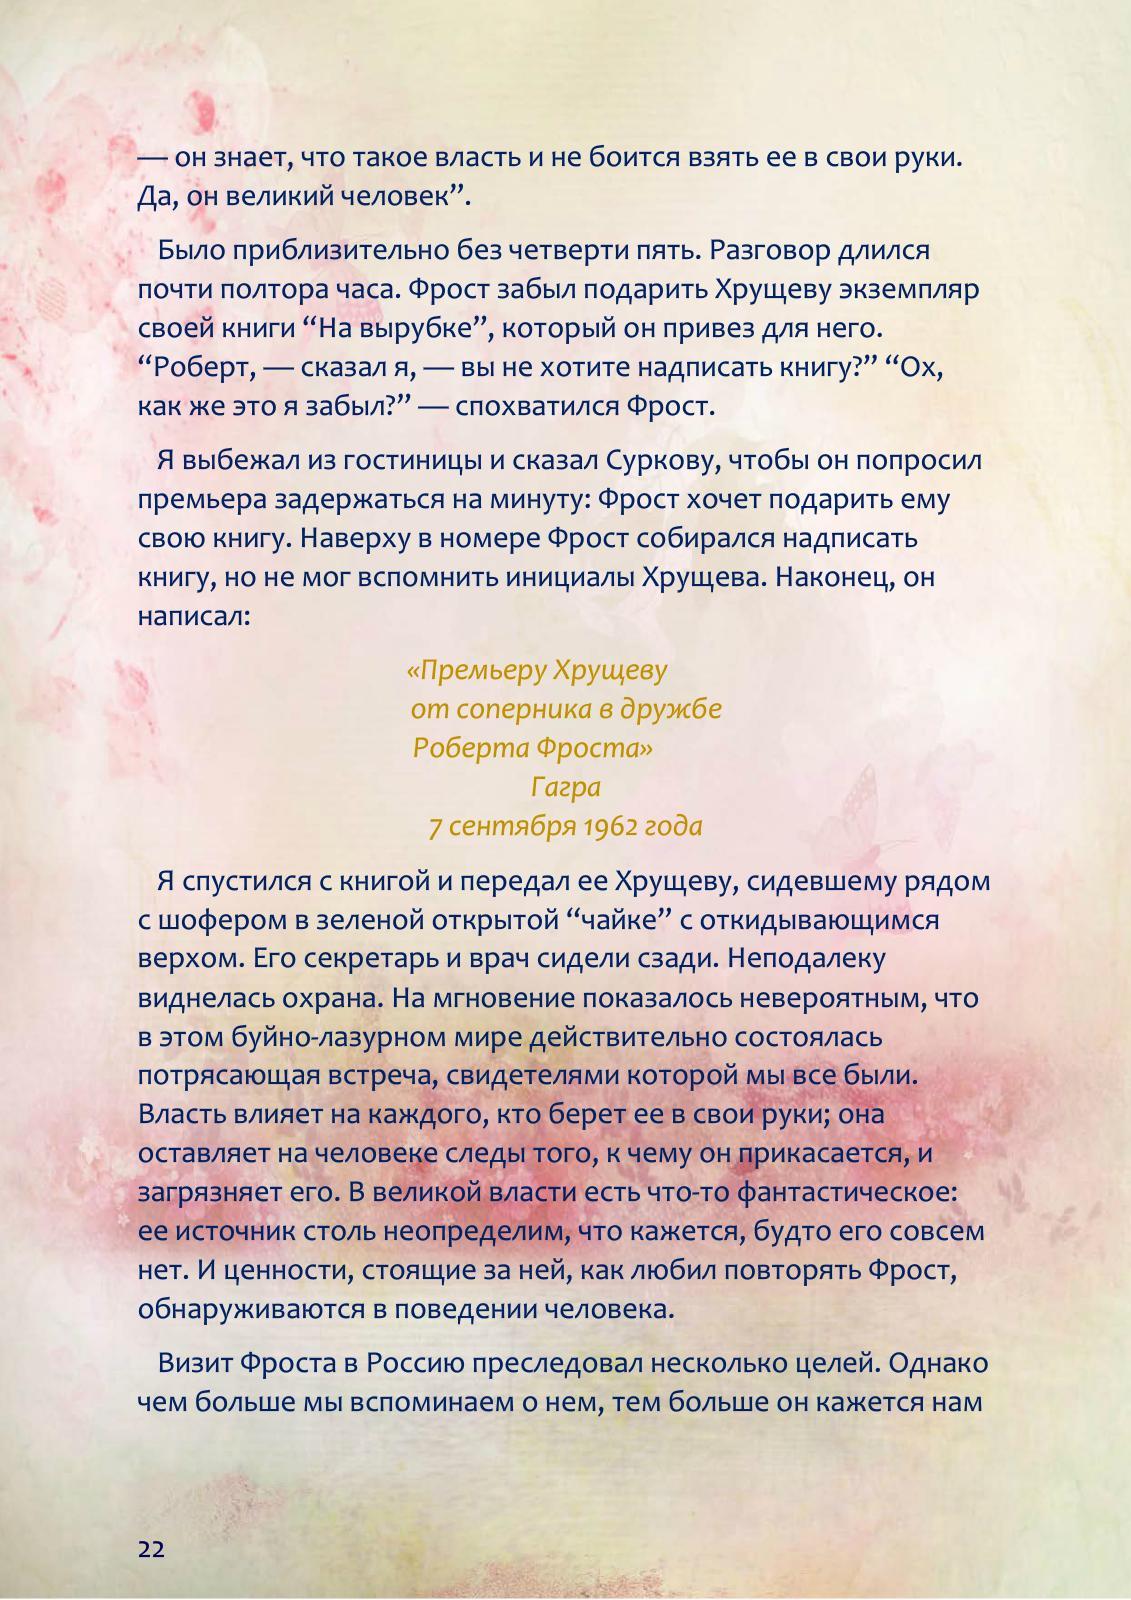 — он знает, что такое власть и не боится взять ее в свои руки.
Да, он великий человек”.
Было приблизительно без четверти пять. Разговор длился
почти полтора часа. Фрост забыл подарить Хрущеву экземпляр
своей книги “На вырубке”, который он привез для него.
“Роберт, — сказал я, — вы не хотите надписать книгу?” “Ох,
как же это я забыл?” — спохватился Фрост.
Я выбежал из гостиницы и сказал Суркову, чтобы он попросил
премьера задержаться на минуту: Фрост хочет подарить ему
свою книгу. Наверху в номере Фрост собирался надписать
книгу, но не мог вспомнить инициалы Хрущева. Наконец, он
написал:
«Премьеру Хрущеву
от соперника в дружбе
Роберта Фроста»
Гагра
7 сентября 1962 года
Я спустился с книгой и передал ее Хрущеву, сидевшему рядом
с шофером в зеленой открытой “чайке” с откидывающимся
верхом. Его секретарь и врач сидели сзади. Неподалеку
виднелась охрана. На мгновение показалось невероятным, что
в этом буйно-лазурном мире действительно состоялась
потрясающая встреча, свидетелями которой мы все были.
Власть влияет на каждого, кто берет ее в свои руки; она
оставляет на человеке следы того, к чему он прикасается, и
загрязняет его. В великой власти есть что-то фантастическое:
ее источник столь неопределим, что кажется, будто его совсем
нет. И ценности, стоящие за ней, как любил повторять Фрост,
обнаруживаются в поведении человека.
Визит Фроста в Россию преследовал несколько целей. Однако
чем больше мы вспоминаем о нем, тем больше он кажется нам
22